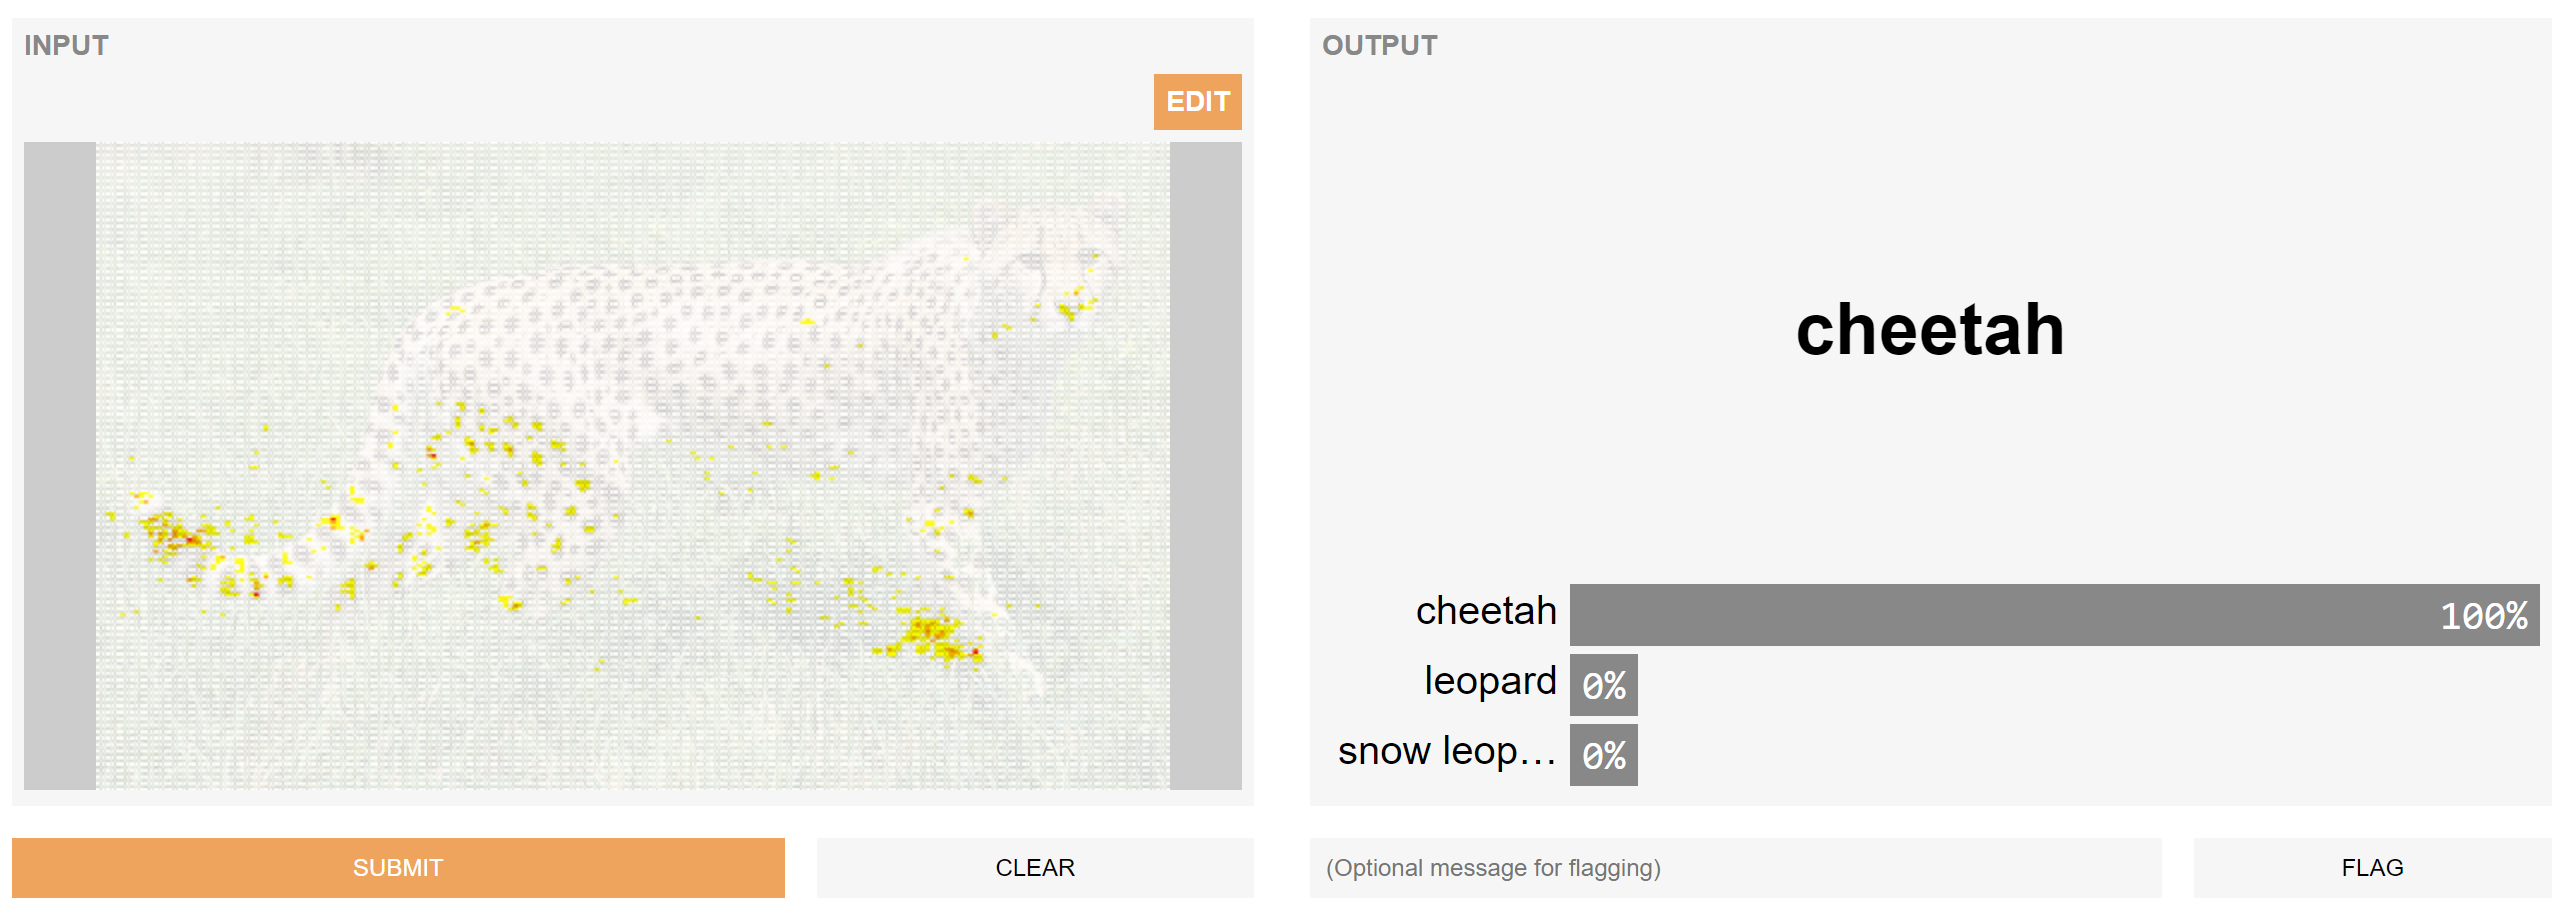 INPUT
EDIT
OUTPUT
cheetah
cheetah 100%
leopard 0%
snow leop… 0%
SUBMIT
CLEAR
(Optional message for flagging)
FLAG